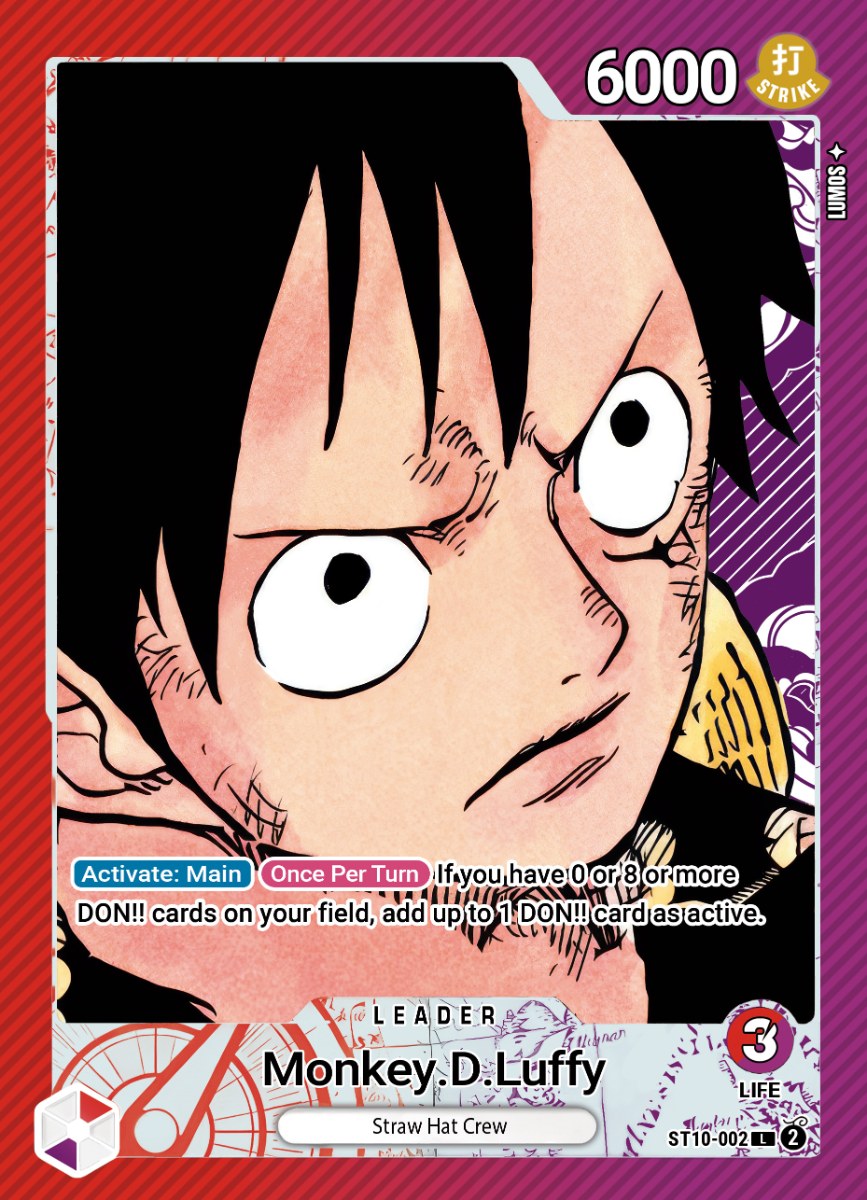 6000
打
STRIKE
LUMOS
Activate: Main Once Per Turn If you have 0 or 8 or more
DON!! cards on your field, add up to 1 DON!! card as active.
LEADER
Monkey.D.Luffy
3
LIFE
Straw Hat Crew
ST10-002 L 2